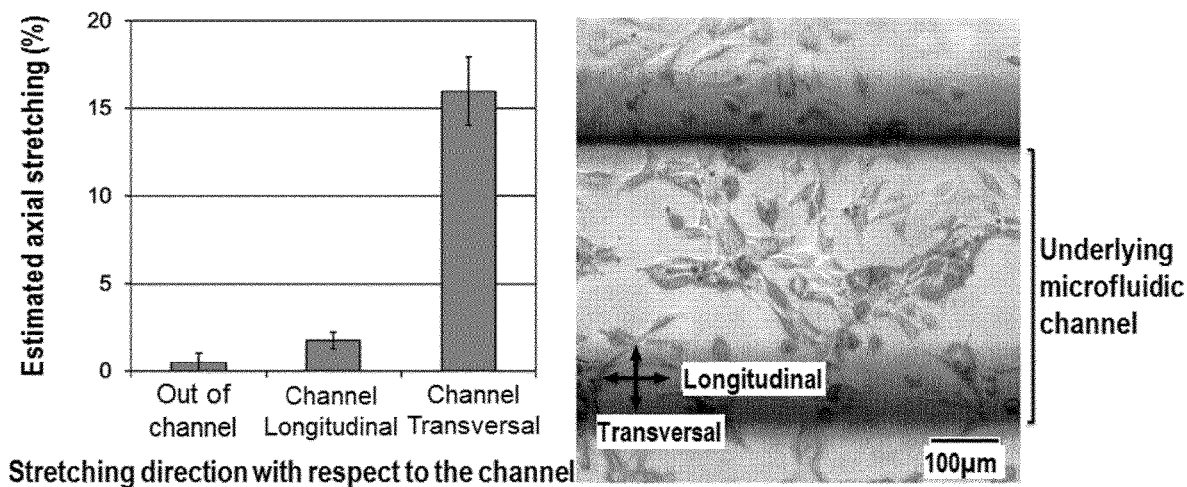 Estimated axial stretching (%)
20
15
10
5
0
Out of
channel
Channel
Longitudinal
Channel
Transversal
Stretching direction with respect to the channel
Longitudinal
Transversal
100µm
Underlying
microfluidic
channel